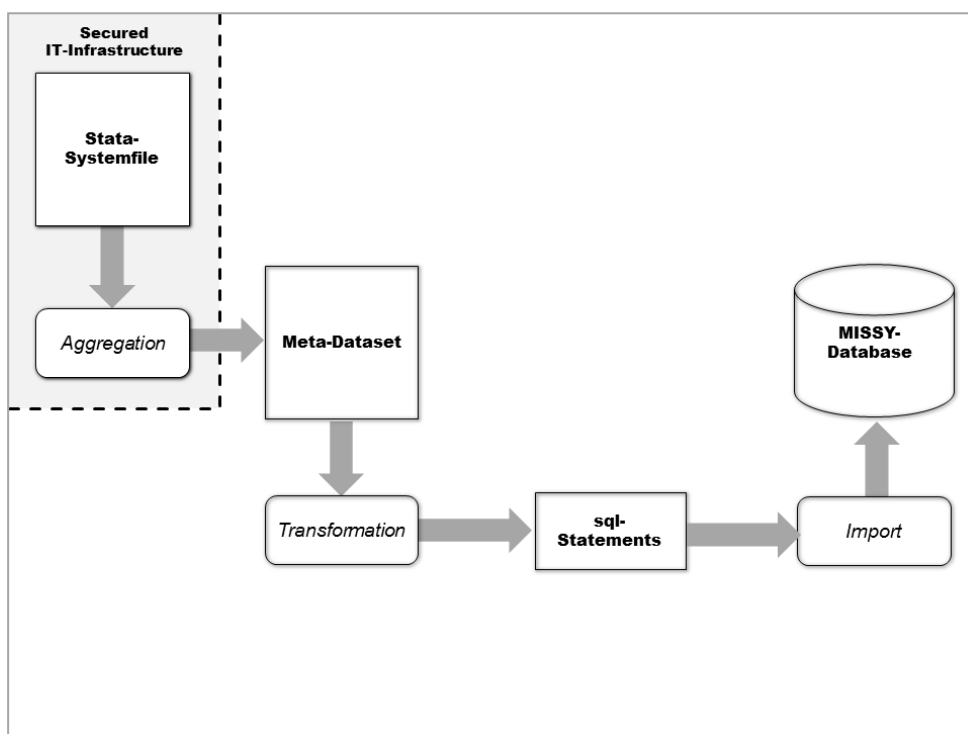 Secured
IT-Infrastructure
Stata-
Systemfile
Aggregation
Meta-Dataset
MISSY-
Database
Transformation
sql-
Statements
Import